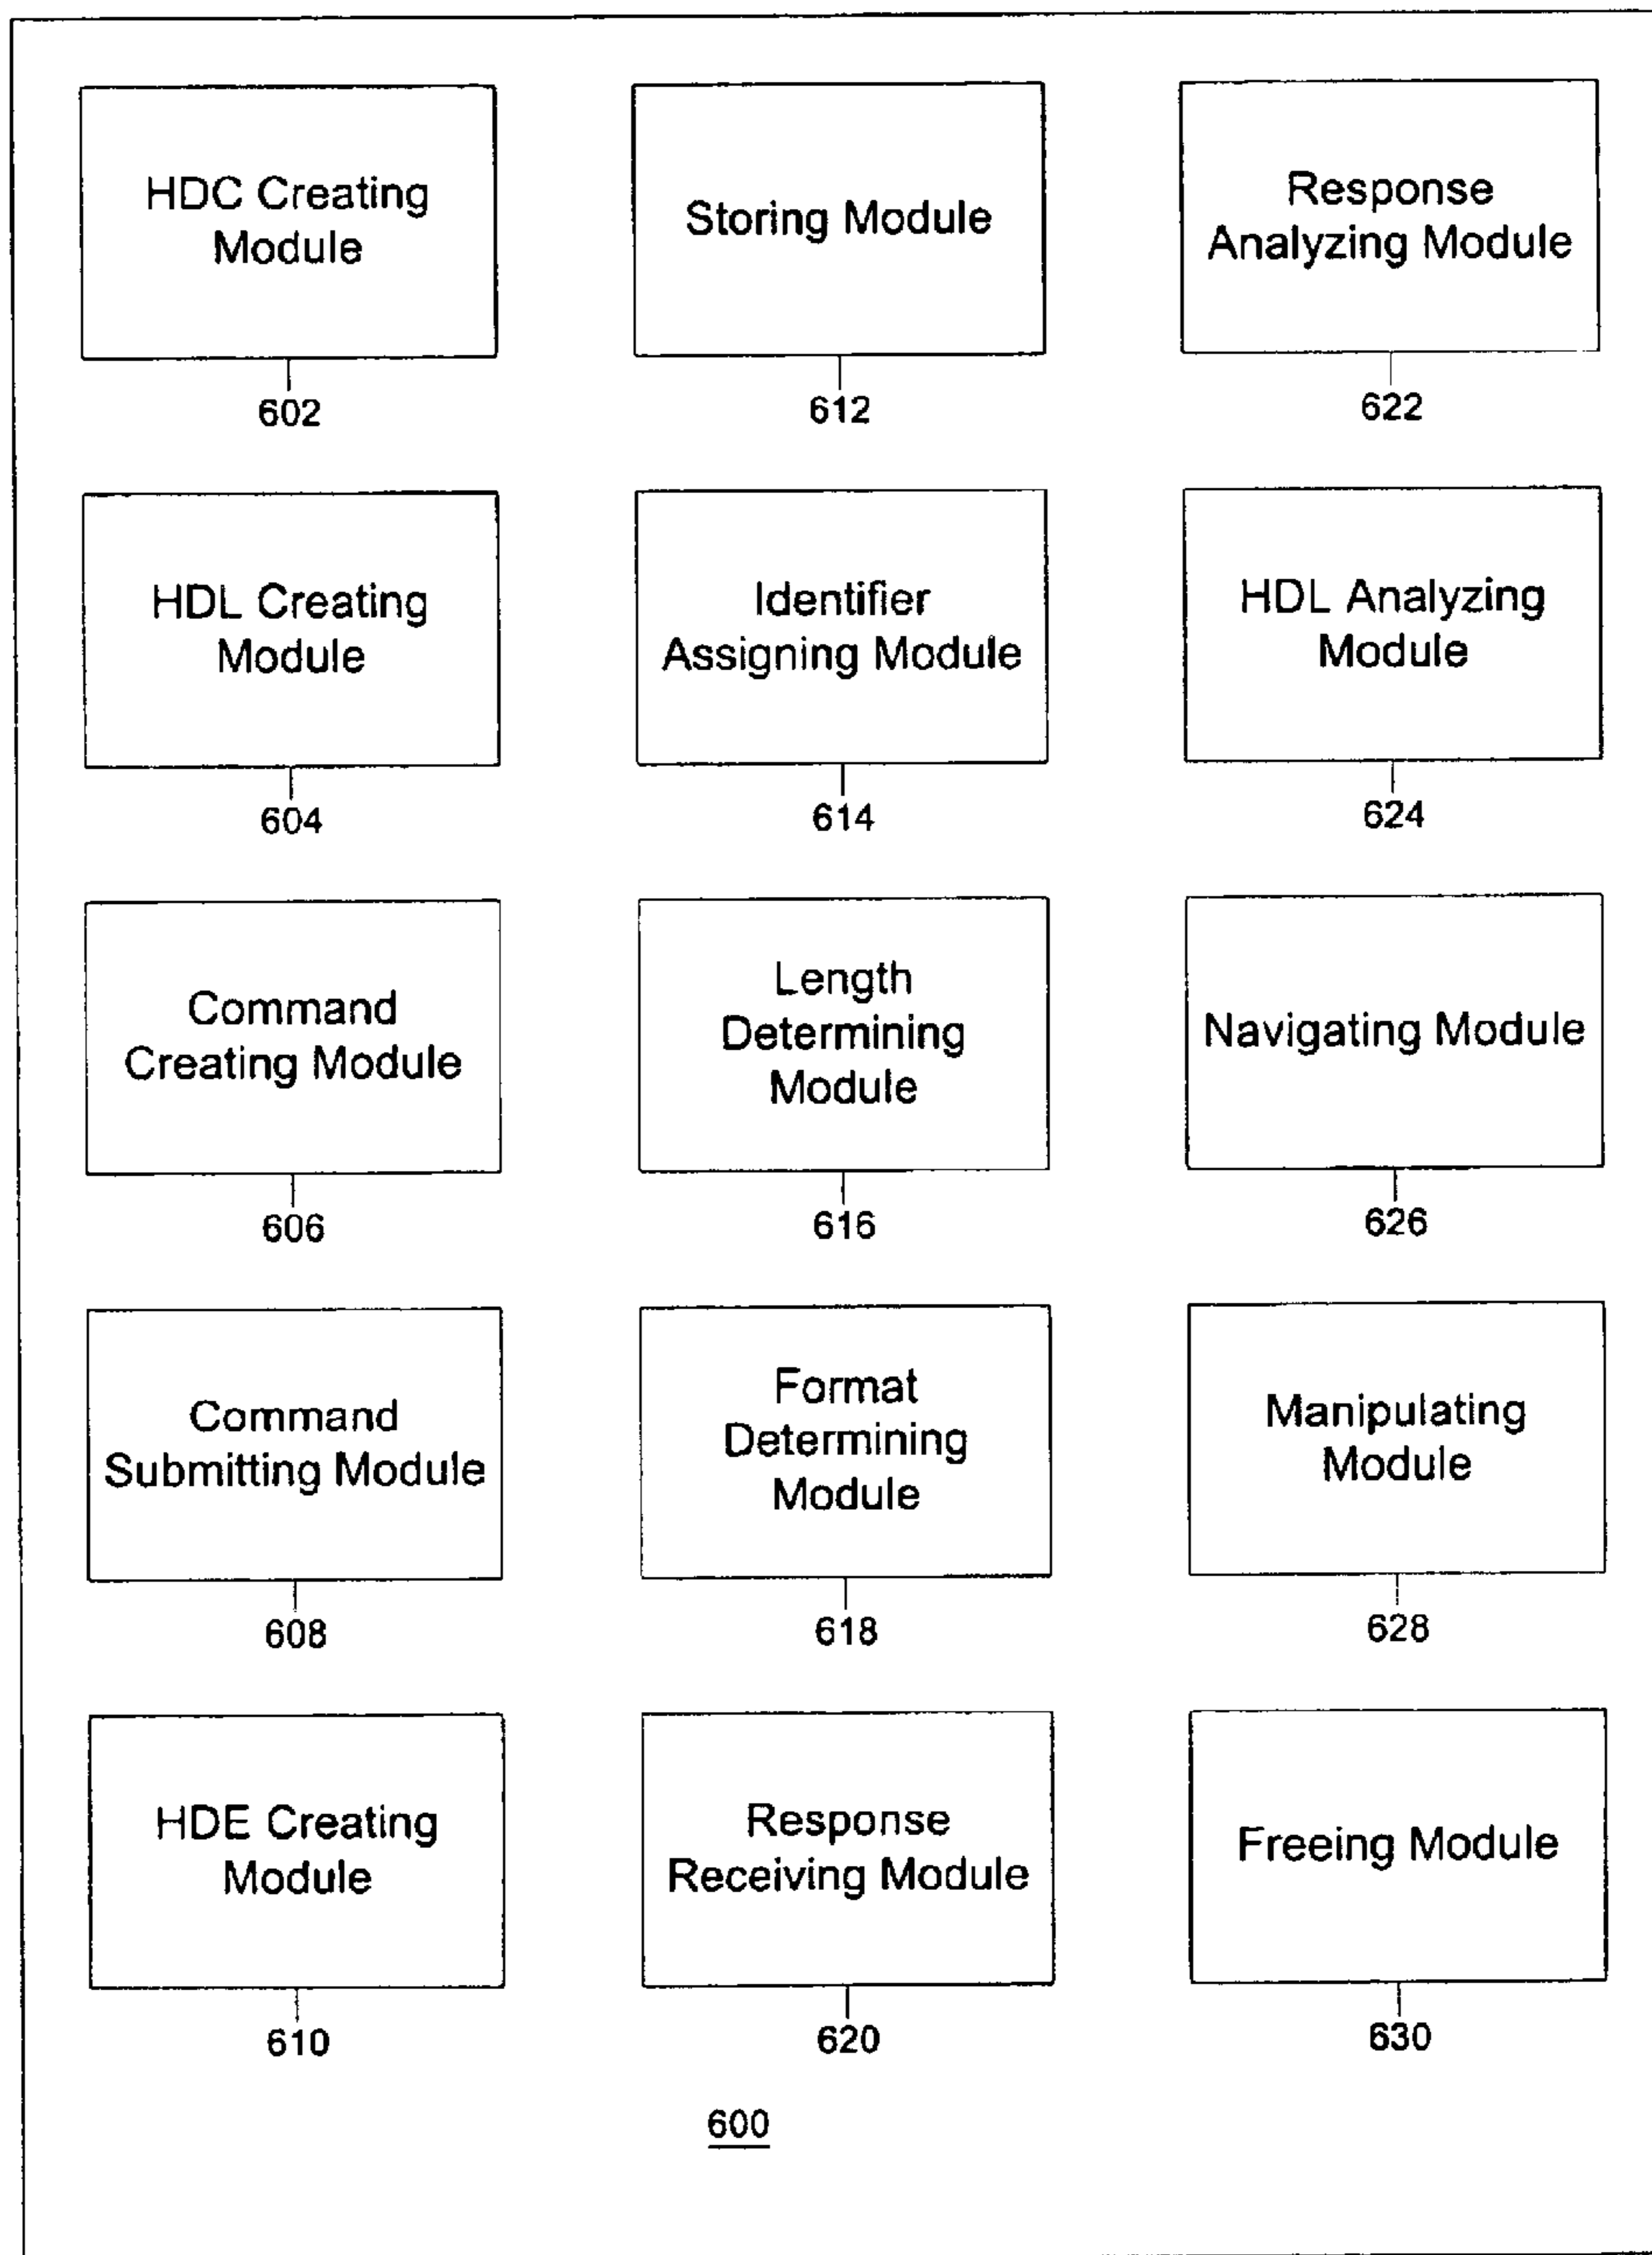 HDC Creating
Module
602
Storing Module
612
Response
Analyzing Module
622
HDL Creating
Module
604
Identifier
Assigning Module
614
HDL Analyzing
Module
624
Command
Creating Module
606
Length
Determining
Module
616
Navigating Module
626
Command
Submitting Module
608
Format
Determining
Module
618
Manipulating
Module
628
HDE Creating
Module
610
Response
Receiving Module
620
Freeing Module
630
600